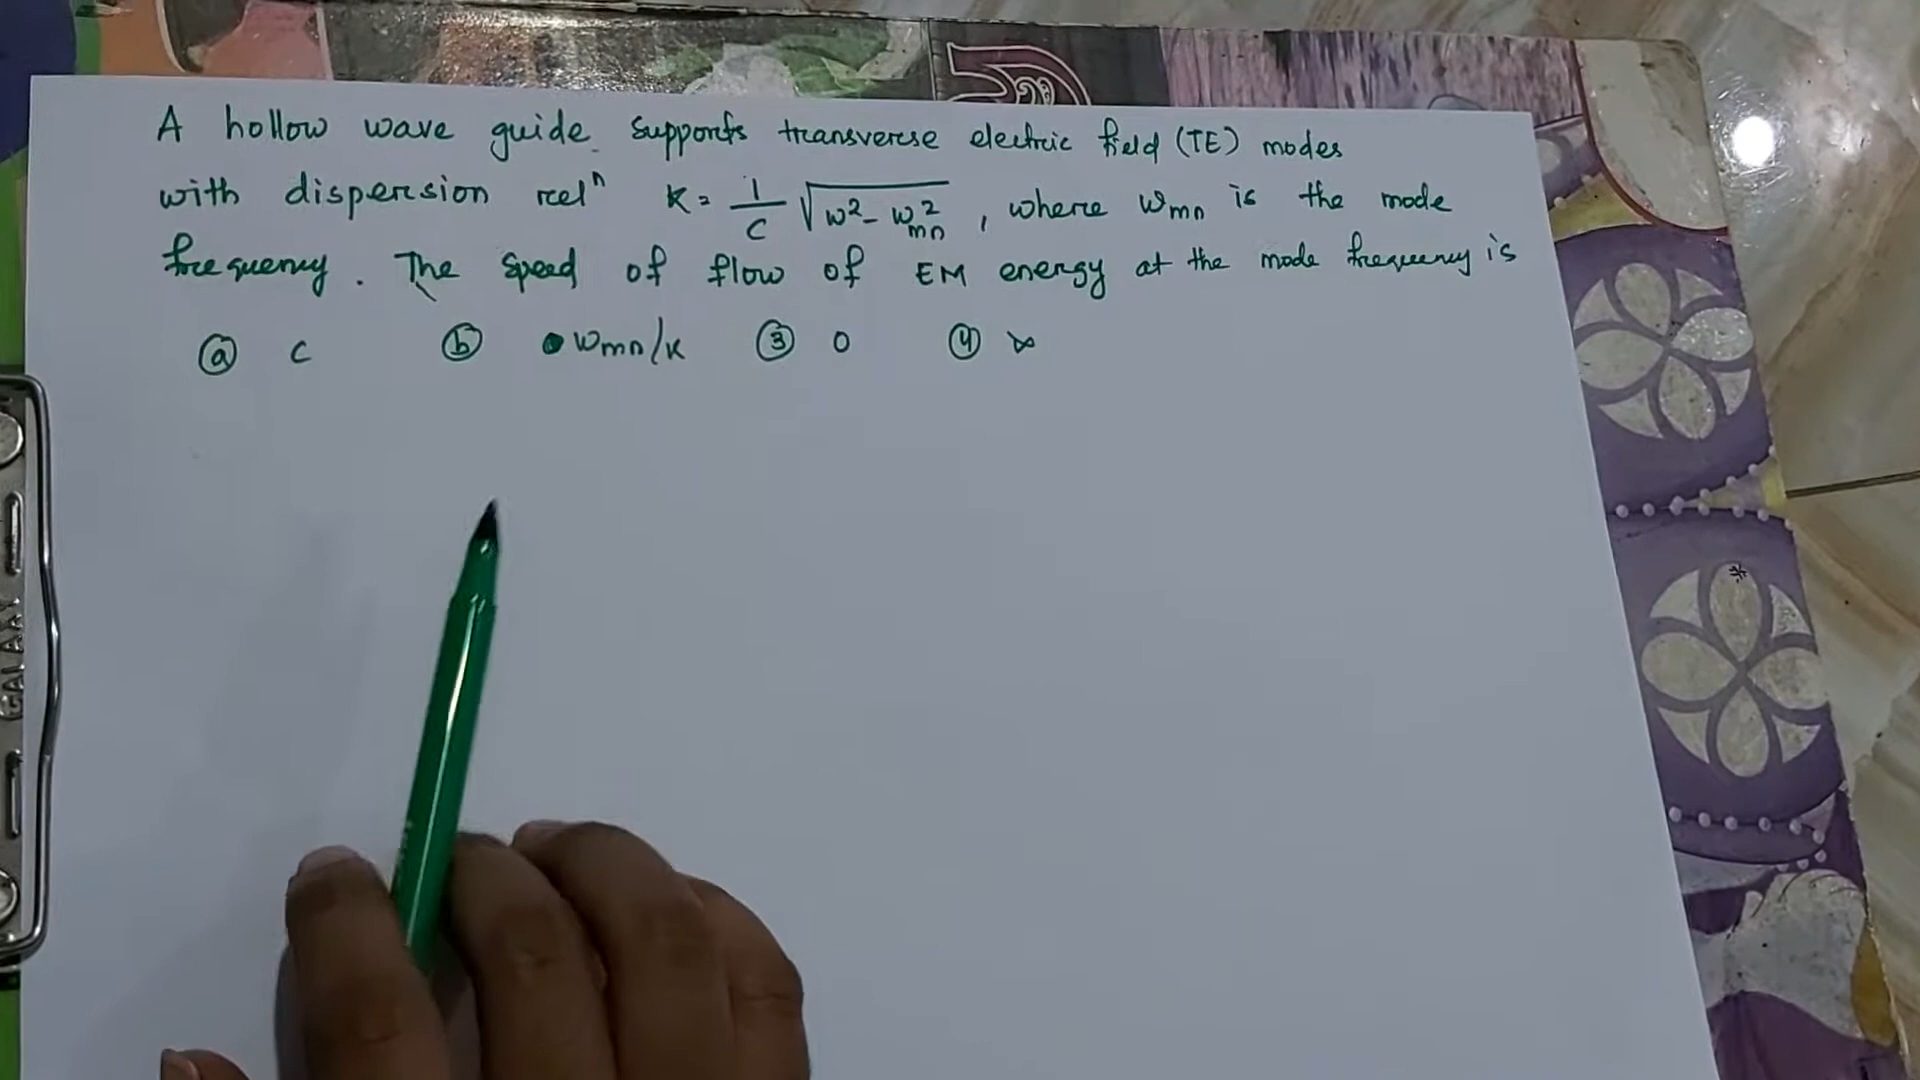 A hollow wave guide supports transverse electric field (TE) modes
with dispersion relⁿ K = 1/c √(ω² - ω²mn), where ωmn is the mode
frequency. The speed of flow of EM energy at the mode frequency is
ⓐ c ⓑ ωmn/k ③ 0 ④ ∞
GALAXY